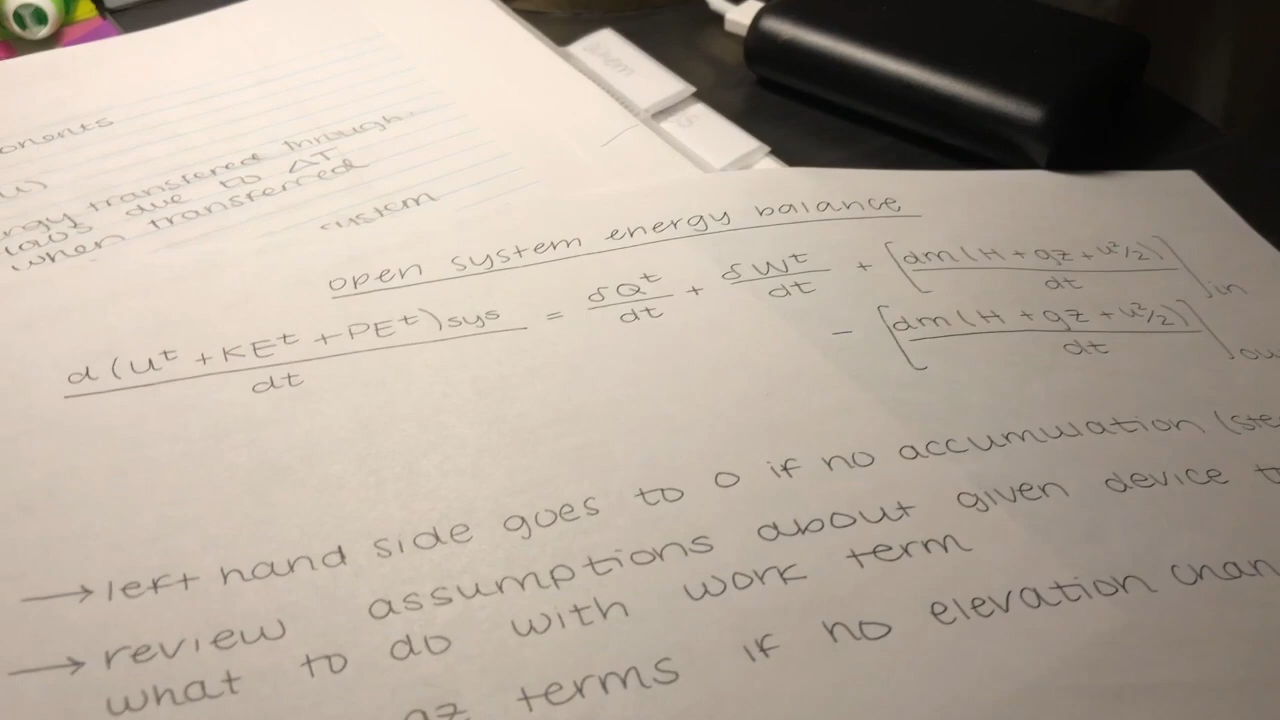 onents
u)
ergy transfered through
due to ΔT
when transferred
system
open system energy balance
d(Uᵗ + KEᵗ + PEᵗ)sys / dt = δQᵗ/dt + δWᵗ/dt + [dm(H + gz + u²/2) / dt]in
− [dm(H + gz + u²/2) / dt]ou
→ left hand side goes to 0 if no accumulation (ste
→ review assumptions about given device t
what to do with work term
gz terms if no elevation chan